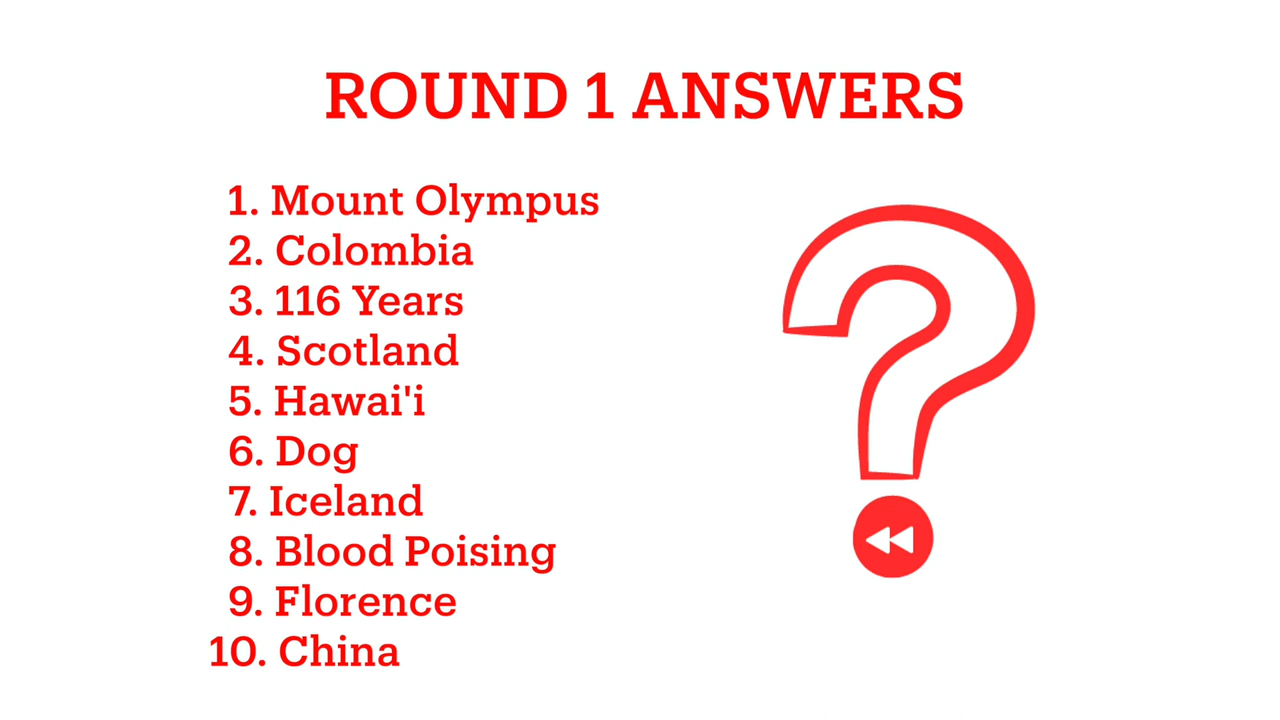 ROUND 1 ANSWERS
1. Mount Olympus
2. Colombia
3. 116 Years
4. Scotland
5. Hawai'i
6. Dog
7. Iceland
8. Blood Poising
9. Florence
10. China
?